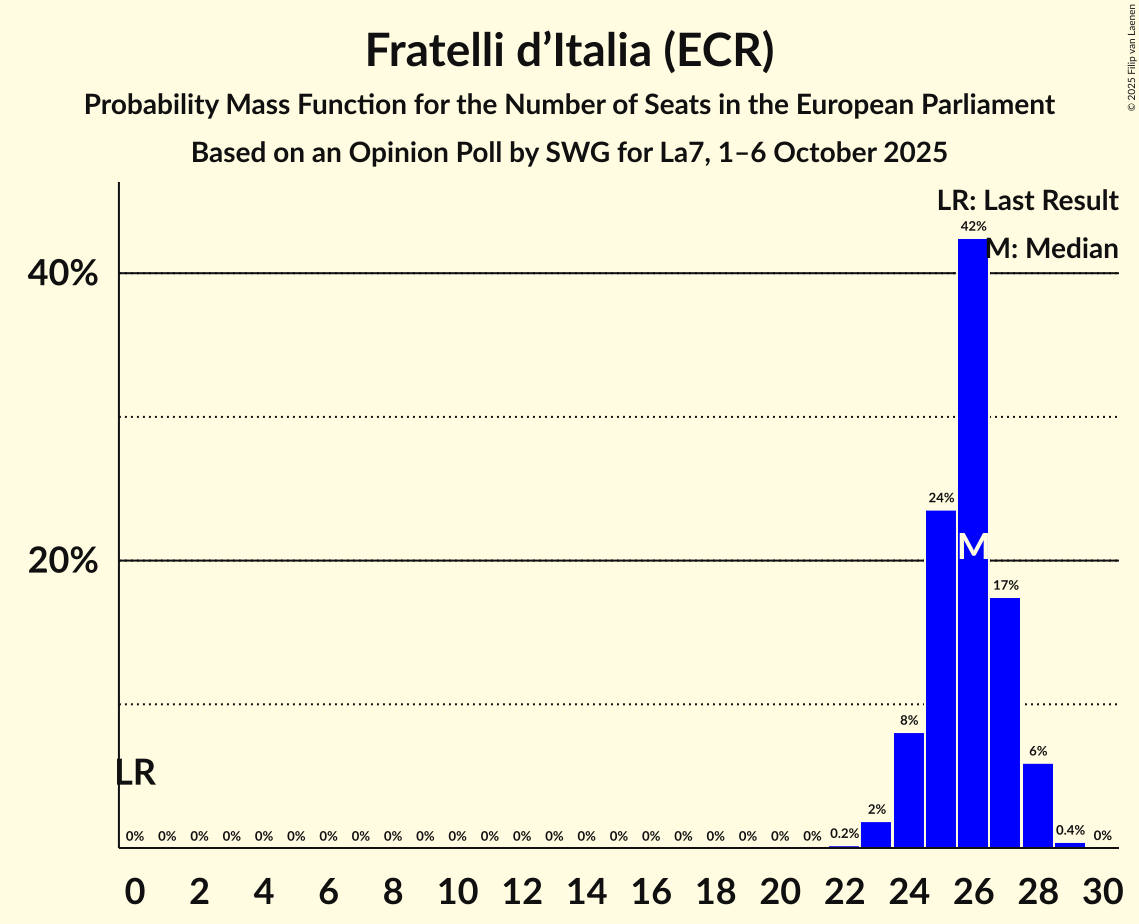 Fratelli d’Italia (ECR)
Probability Mass Function for the Number of Seats in the European Parliament
Based on an Opinion Poll by SWG for La7, 1–6 October 2025
© 2025 Filip van Laenen
LR: Last Result
M: Median
42%
40%
24%
M
20%
17%
8%
6%
LR
2%
0% 0% 0% 0% 0% 0% 0% 0% 0% 0% 0% 0% 0% 0% 0% 0% 0% 0% 0% 0% 0% 0% 0.2% 0.4% 0%
0 2 4 6 8 10 12 14 16 18 20 22 24 26 28 30